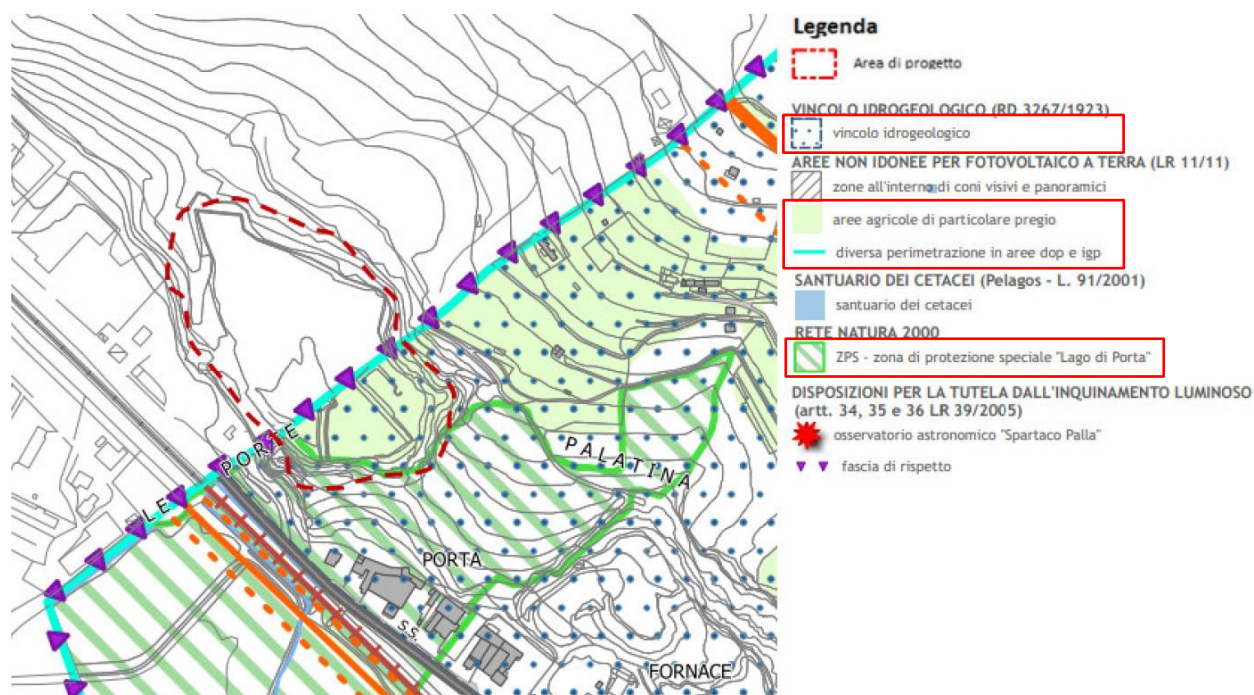 Legenda
Area di progetto
VINCOLO IDROGEOLOGICO (RD 3267/1923)
vincolo idrogeologico
AREE NON IDONEE PER FOTOVOLTAICO A TERRA (LR 11/11)
zone all'interno di coni visivi e panoramici
aree agricole di particolare pregio
diversa perimetrazione in aree dop e igp
SANTUARIO DEI CETACEI (Pelagos - L. 91/2001)
santuario dei cetacei
RETE NATURA 2000
ZPS - zona di protezione speciale "Lago di Porta"
DISPOSIZIONI PER LA TUTELA DALL'INQUINAMENTO LUMINOSO
(artt. 34, 35 e 36 LR 39/2005)
osservatorio astronomico "Spartaco Palla"
fascia di rispetto
LE PORTE
PALATINA
PORTA
S.S.
FORNACE